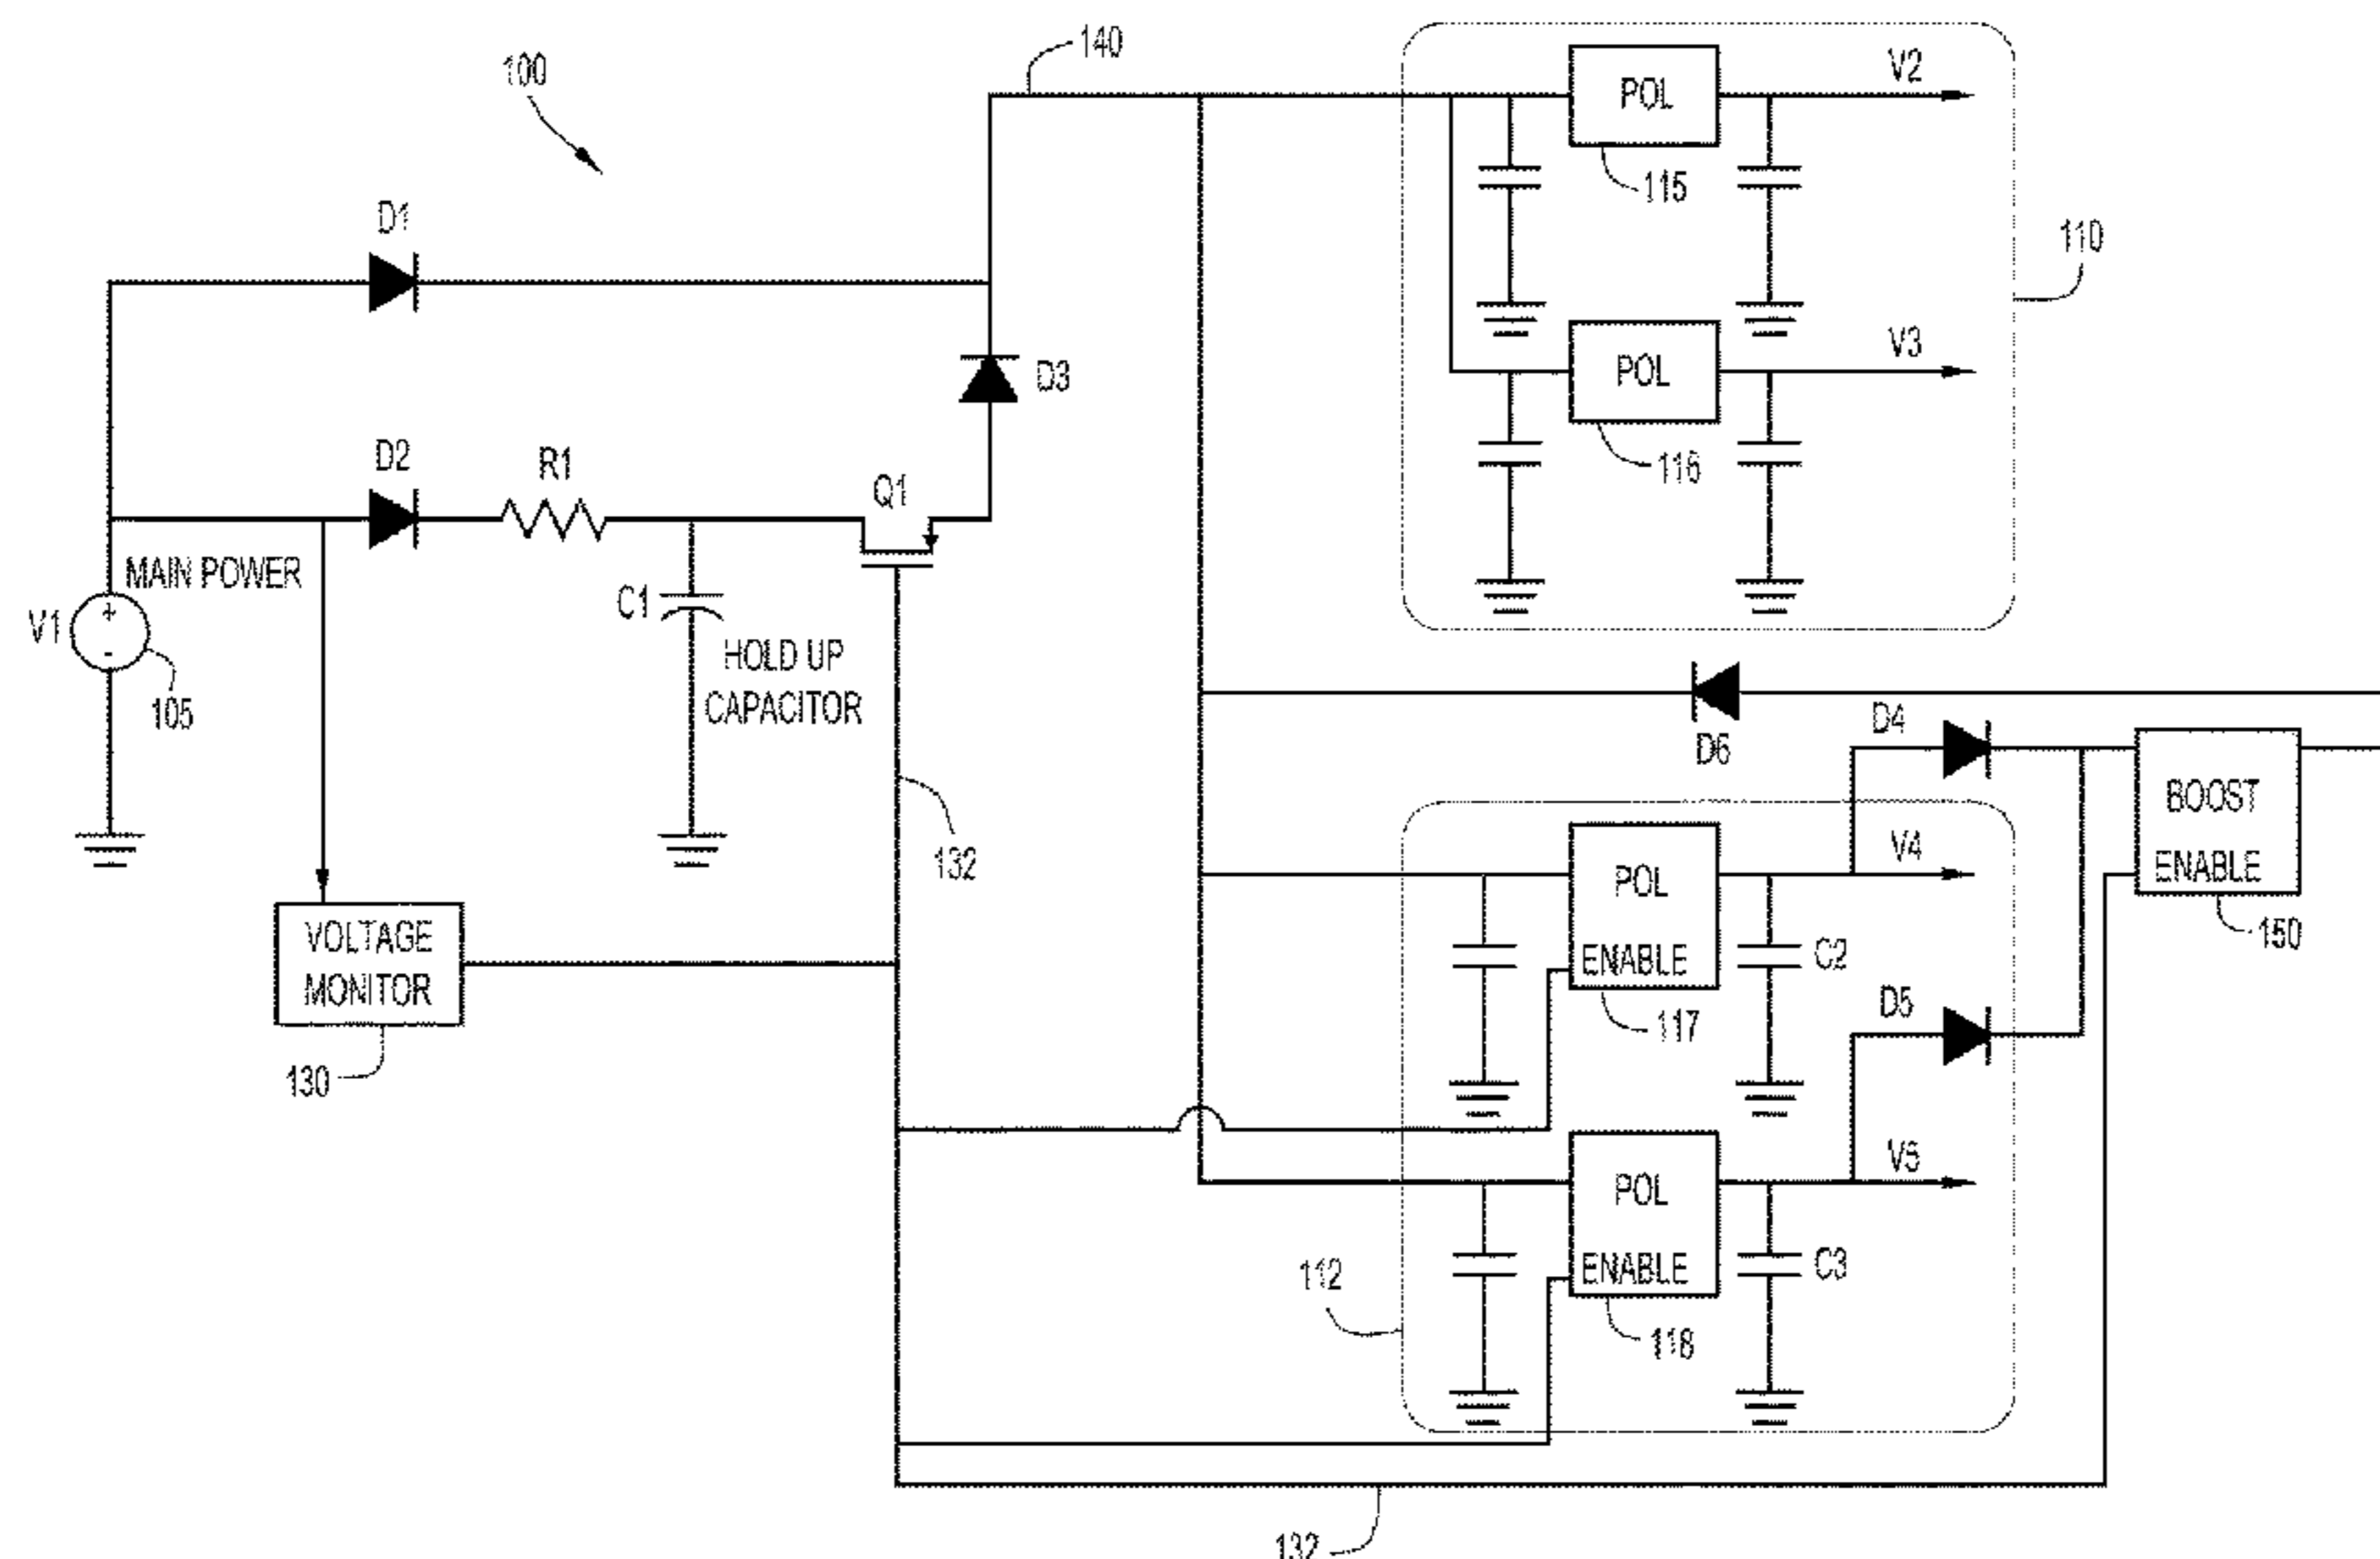 100
140
V2
POL
115
110
D1
V3
POL
116
D3
D2
R1
Q1
MAIN POWER
V1
+
-
105
C1
HOLD UP
CAPACITOR
132
D6
D4
BOOST
ENABLE
150
V4
POL
ENABLE
117
C2
D5
VOLTAGE
MONITOR
130
V5
POL
ENABLE
118
C3
112
132